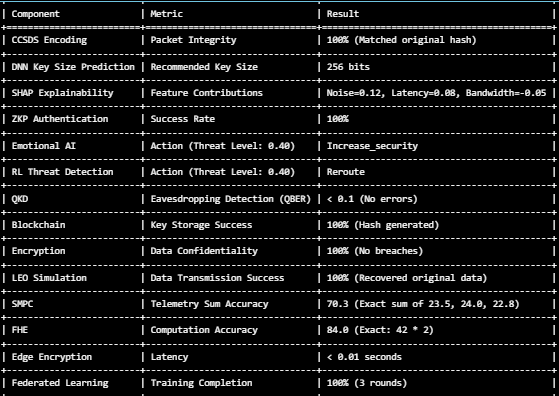 | Component | Metric | Result |
| CCSDS Encoding | Packet Integrity | 100% (Matched original hash) |
| DNN Key Size Prediction | Recommended Key Size | 256 bits |
| SHAP Explainability | Feature Contributions | Noise=0.12, Latency=0.08, Bandwidth=-0.05 |
| ZKP Authentication | Success Rate | 100% |
| Emotional AI | Action (Threat Level: 0.40) | Increase_security |
| RL Threat Detection | Action (Threat Level: 0.40) | Reroute |
| QKD | Eavesdropping Detection (QBER) | < 0.1 (No errors) |
| Blockchain | Key Storage Success | 100% (Hash generated) |
| Encryption | Data Confidentiality | 100% (No breaches) |
| LEO Simulation | Data Transmission Success | 100% (Recovered original data) |
| SMPC | Telemetry Sum Accuracy | 70.3 (Exact sum of 23.5, 24.0, 22.8) |
| FHE | Computation Accuracy | 84.0 (Exact: 42 * 2) |
| Edge Encryption | Latency | < 0.01 seconds |
| Federated Learning | Training Completion | 100% (3 rounds) |